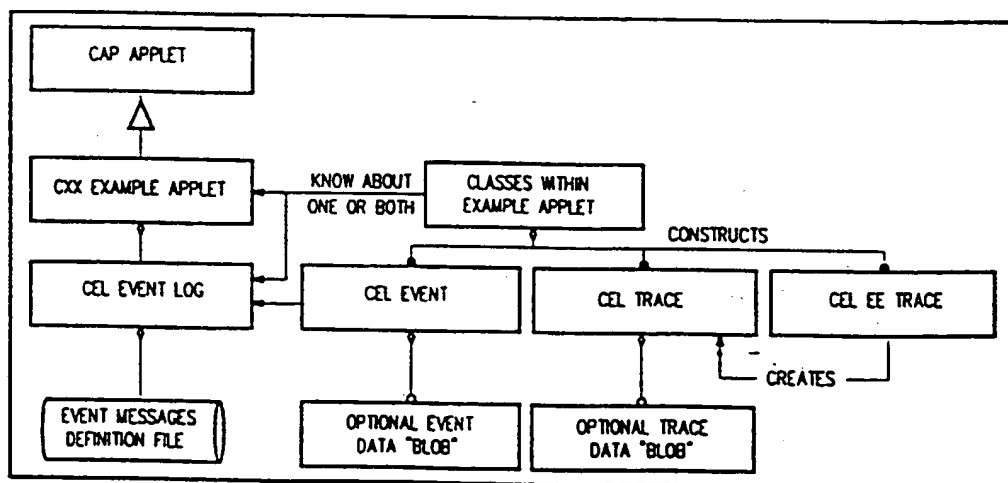 CAP APPLET
CXX EXAMPLE APPLET
KNOW ABOUT
ONE OR BOTH
CLASSES WITHIN
EXAMPLE APPLET
CONSTRUCTS
CEL EVENT LOG
CEL EVENT
CEL TRACE
CEL EE TRACE
CREATES
EVENT MESSAGES
DEFINITION FILE
OPTIONAL EVENT
DATA "BLOB"
OPTIONAL TRACE
DATA "BLOB"